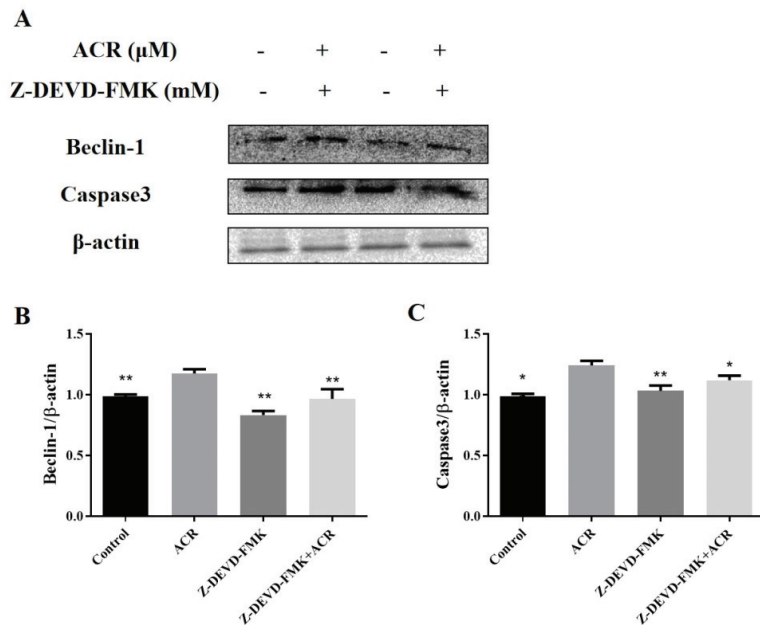 A
ACR (μM) - + - +
Z-DEVD-FMK (mM) - + - +
Beclin-1
Caspase3
β-actin
B
Beclin-1/β-actin
1.5
1.0
0.5
0.0
** ** **
Control ACR Z-DEVD-FMK Z-DEVD-FMK+ACR
C
Caspase3/β-actin
1.5
1.0
0.5
0.0
* ** *
Control ACR Z-DEVD-FMK Z-DEVD-FMK+ACR